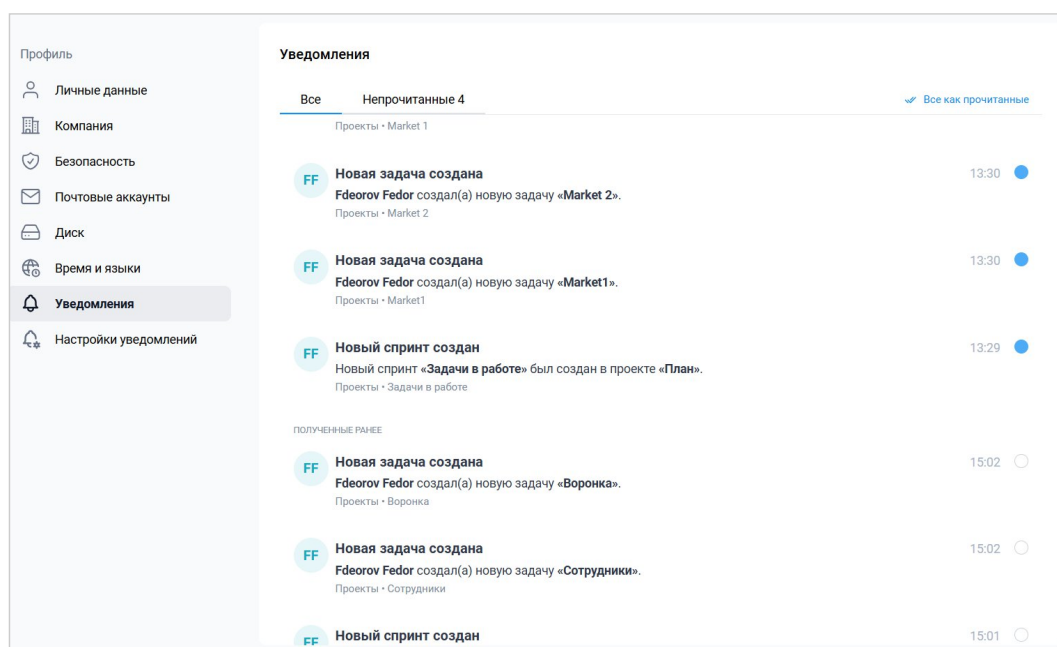 Профиль
Личные данные
Компания
Безопасность
Почтовые аккаунты
Диск
Время и языки
Уведомления
Настройки уведомлений
Уведомления
Все
Непрочитанные 4
Все как прочитанные
Проекты • Market 1
FF
Новая задача создана
13:30
Fdeorov Fedor создал(а) новую задачу «Market 2».
Проекты • Market 2
FF
Новая задача создана
13:30
Fdeorov Fedor создал(а) новую задачу «Market1».
Проекты • Market1
FF
Новый спринт создан
13:29
Новый спринт «Задачи в работе» был создан в проекте «План».
Проекты • Задачи в работе
ПОЛУЧЕННЫЕ РАНЕЕ
FF
Новая задача создана
15:02
Fdeorov Fedor создал(а) новую задачу «Воронка».
Проекты • Воронка
FF
Новая задача создана
15:02
Fdeorov Fedor создал(а) новую задачу «Сотрудники».
Проекты • Сотрудники
FF
Новый спринт создан
15:01